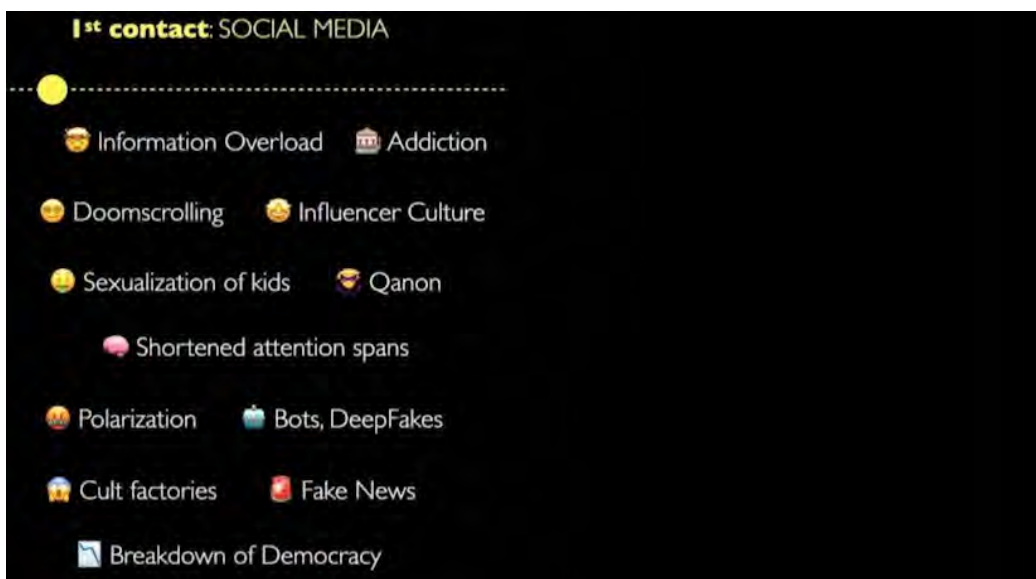 1st contact: SOCIAL MEDIA
Information Overload Addiction
Doomscrolling Influencer Culture
Sexualization of kids Qanon
Shortened attention spans
Polarization Bots, DeepFakes
Cult factories Fake News
Breakdown of Democracy